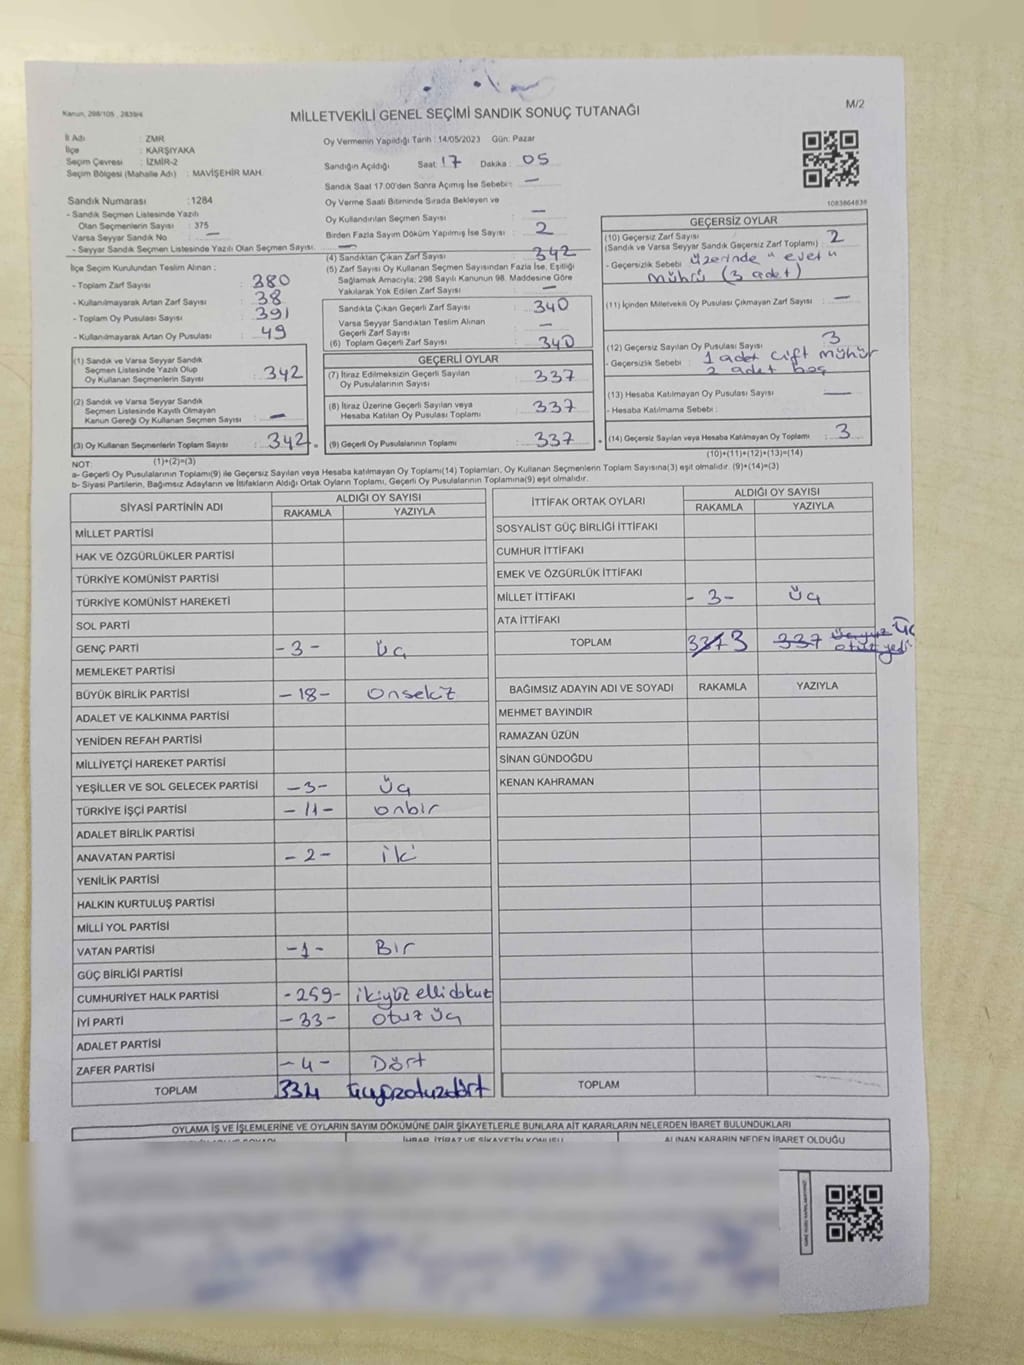 Kanun, 298/105 , 2839/4
MİLLETVEKİLİ GENEL SEÇİMİ SANDIK SONUÇ TUTANAĞI
M/2
İl Adı : ZMR
İlçe : KARŞIYAKA
Seçim Çevresi : İZMİR-2
Seçim Bölgesi (Mahalle Adı) : MAVİŞEHİR MAH.
Oy Vermenin Yapıldığı Tarih : 14/05/2023 Gün: Pazar
Sandığın Açıldığı Saat: 17 Dakika : 05
Sandık Saat 17.00'den Sonra Açımış İse Sebebi : —
Oy Verme Saati Bitiminde Sırada Bekleyen ve
Oy Kullandırılan Seçmen Sayısı : —
Birden Fazla Sayım Döküm Yapılmış İse Sayısı : 2
1083864838
Sandık Numarası : 1284
- Sandık Seçmen Listesinde Yazılı
Olan Seçmenlerin Sayısı : 375
Varsa Seyyar Sandık No : —
- Seyyar Sandık Seçmen Listesinde Yazılı Olan Seçmen Sayısı: —
İlçe Seçim Kurulundan Teslim Alınan :
- Toplam Zarf Sayısı : 380
- Kullanılmayarak Artan Zarf Sayısı : 38
- Toplam Oy Pusulası Sayısı : 391
- Kullanılmayarak Artan Oy Pusulası : 49
(1) Sandık ve Varsa Seyyar Sandık
Seçmen Listesinde Yazılı Olup
Oy Kullanan Seçmenlerin Sayısı : 342
(2) Sandık ve Varsa Seyyar Sandık
Seçmen Listesinde Kayıtlı Olmayan
Kanun Gereği Oy Kullanan Seçmen Sayısı : —
(3) Oy Kullanan Seçmenlerin Toplam Sayısı : 342
(1)+(2)=(3)
(4) Sandıktan Çıkan Zarf Sayısı : 342
(5) Zarf Sayısı Oy Kullanan Seçmen Sayısından Fazla İse, Eşitliği
Sağlamak Amacıyla; 298 Sayılı Kanunun 98. Maddesine Göre
Yakılarak Yok Edilen Zarf Sayısı : —
Sandıkta Çıkan Geçerli Zarf Sayısı : 340
Varsa Seyyar Sandıktan Teslim Alınan
Geçerli Zarf Sayısı : —
(6) Toplam Geçerli Zarf Sayısı : 340
GEÇERLİ OYLAR
(7) İtiraz Edilmeksizin Geçerli Sayılan
Oy Pusulalarının Sayısı : 337
(8) İtiraz Üzerine Geçerli Sayılan veya
Hesaba Katılan Oy Pusulası Toplamı : 337
(9) Geçerli Oy Pusulalarının Toplamı : 337
GEÇERSİZ OYLAR
(10) Geçersiz Zarf Sayısı : 2
(Sandık ve Varsa Seyyar Sandık Geçersiz Zarf Toplamı)
- Geçersizlik Sebebi : üzerinde "evet"
mührü (3 adet)
(11) İçinden Milletvekili Oy Pusulası Çıkmayan Zarf Sayısı : —
(12) Geçersiz Sayılan Oy Pusulası Sayısı : 3
- Geçersizlik Sebebi : 1 adet çift mühür
2 adet boş
(13) Hesaba Katılmayan Oy Pusulası Sayısı : —
- Hesaba Katılmama Sebebi :
(14) Geçersiz Sayılan veya Hesaba Katılmayan Oy Toplamı : 3
(10)+(11)+(12)+(13)=(14)
NOT:
a- Geçerli Oy Pusulalarının Toplamı(9) ile Geçersiz Sayılan veya Hesaba katılmayan Oy Toplamı(14) Toplamları, Oy Kullanan Seçmenlerin Toplam Sayısına(3) eşit olmalıdır. (9)+(14)=(3)
b- Siyasi Partilerin, Bağımsız Adayların ve İttifakların Aldığı Ortak Oyların Toplamı, Geçerli Oy Pusulalarının Toplamına(9) eşit olmalıdır.
SİYASİ PARTİNİN ADI ALDIĞI OY SAYISI
RAKAMLA YAZIYLA
MİLLET PARTİSİ
HAK VE ÖZGÜRLÜKLER PARTİSİ
TÜRKİYE KOMÜNİST PARTİSİ
TÜRKİYE KOMÜNİST HAREKETİ
SOL PARTİ
GENÇ PARTİ -3- üç
MEMLEKET PARTİSİ
BÜYÜK BİRLİK PARTİSİ -18- onsekiz
ADALET VE KALKINMA PARTİSİ
YENİDEN REFAH PARTİSİ
MİLLİYETÇİ HAREKET PARTİSİ
YEŞİLLER VE SOL GELECEK PARTİSİ -3- üç
TÜRKİYE İŞÇİ PARTİSİ -11- onbir
ADALET BİRLİK PARTİSİ
ANAVATAN PARTİSİ -2- iki
YENİLİK PARTİSİ
HALKIN KURTULUŞ PARTİSİ
MİLLİ YOL PARTİSİ
VATAN PARTİSİ -1- Bir
GÜÇ BİRLİĞİ PARTİSİ
CUMHURİYET HALK PARTİSİ -259- ikiyüz ellidokuz
İYİ PARTİ -33- otuz üç
ADALET PARTİSİ
ZAFER PARTİSİ -4- Dört
TOPLAM 334 üçyüzotuzdört
İTTİFAK ORTAK OYLARI ALDIĞI OY SAYISI
RAKAMLA YAZIYLA
SOSYALİST GÜÇ BİRLİĞİ İTTİFAKI
CUMHUR İTTİFAKI
EMEK VE ÖZGÜRLÜK İTTİFAKI
MİLLET İTTİFAKI -3- üç
ATA İTTİFAKI
TOPLAM 337 3 337 üçyüz otuz yedi üç
BAĞIMSIZ ADAYIN ADI VE SOYADI RAKAMLA YAZIYLA
MEHMET BAYINDIR
RAMAZAN ÜZÜN
SİNAN GÜNDOĞDU
KENAN KAHRAMAN
TOPLAM
OYLAMA İŞ VE İŞLEMLERİNE VE OYLARIN SAYIM DÖKÜMÜNE DAİR ŞİKAYETLERLE BUNLARA AİT KARARLARIN NELERDEN İBARET BULUNDUKLARI
İHBAR, İTİRAZ VE ŞİKAYETİN KONUSU ALINAN KARARIN NEDEN İBARET OLDUĞU